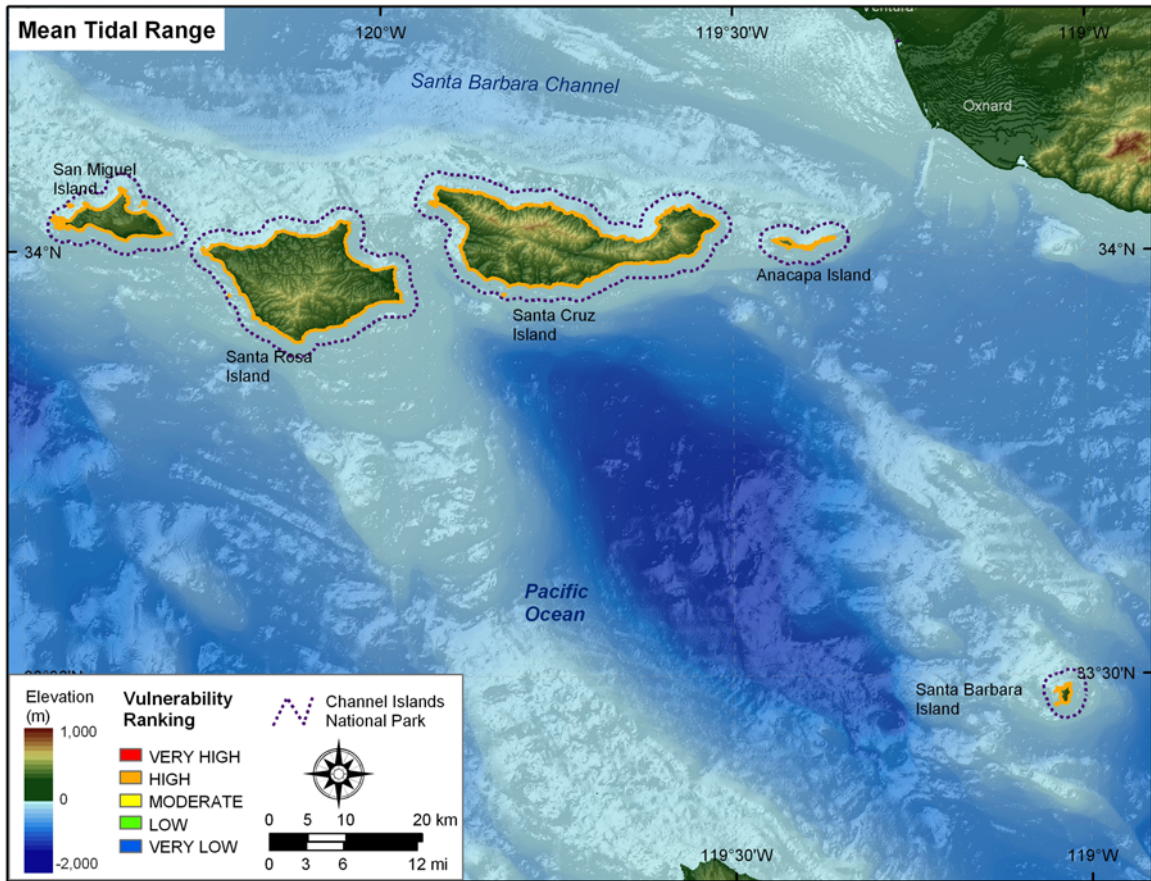 Mean Tidal Range
120°W
119°30'W
119°W
Ventura
Santa Barbara Channel
Oxnard
San Miguel
Island
34°N
34°N
Anacapa Island
Santa Cruz
Island
Santa Rosa
Island
Pacific
Ocean
33°30'N
Santa Barbara
Island
Elevation
(m)
1,000
0
-2,000
Vulnerability
Ranking
VERY HIGH
HIGH
MODERATE
LOW
VERY LOW
Channel Islands
National Park
0 5 10 20 km
0 3 6 12 mi
119°30'W
119°W